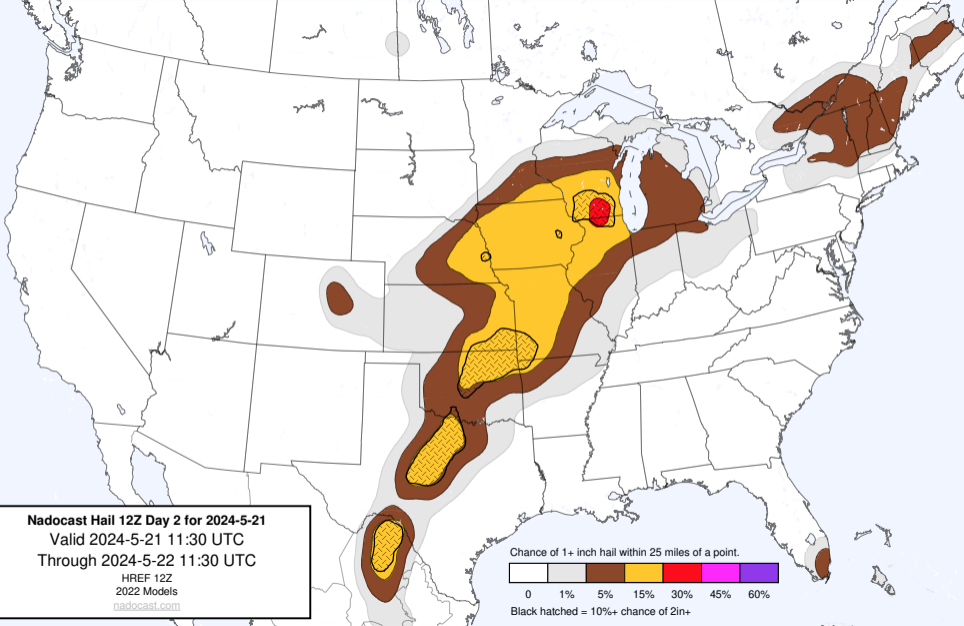 Nadocast Hail 12Z Day 2 for 2024-5-21
Valid 2024-5-21 11:30 UTC
Through 2024-5-22 11:30 UTC
HREF 12Z
2022 Models
nadocast.com
Chance of 1+ inch hail within 25 miles of a point.
0 1% 5% 15% 30% 45% 60%
Black hatched = 10%+ chance of 2in+